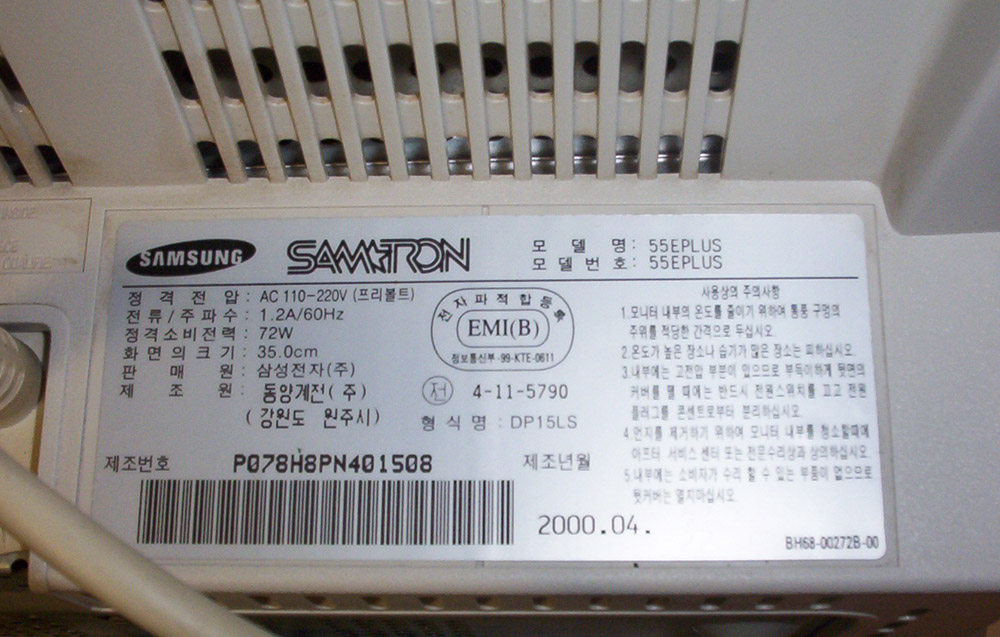 SAMSUNG SAMTRON
모 델 명 : 55EPLUS
모델번호 : 55EPLUS
정 격 전 압 : AC 110-220V (프리볼트)
전류 / 주파수 : 1.2A/60Hz
정격소비전력 : 72W
화면의크기 : 35.0cm
판 매 원 : 삼성전자(주)
제 조 원 : 동양계전(주)
(강원도 원주시)
전자파적합등록
EMI(B)
정보통신부·99-KTE-0611
전 4-11-5790
형식명 : DP15LS
사용상의 주의사항
1.모니터 내부의 온도를 줄이기 위하여 통풍 구멍의
주위를 적당한 간격으로 두십시오.
2.온도가 높은 장소나 습기가 많은 장소는 피하십시오.
3.내부에는 고전압 부분이 있으므로 부득이하게 뒷면의
커버를 뗄 때에는 반드시 전원스위치를 끄고 전원
플러그를 콘센트로부터 분리하십시오.
4.먼지를 제거하기 위하여 모니터 내부를 청소할때에
아프터 서비스 센터 또는 전문수리상과 상의하십시오.
5.내부에는 소비자가 수리 할 수 있는 부품이 없으므로
뒷커버는 열지마십시오.
제조번호 P078H8PN401508
제조년월
2000.04.
BH68-00272B-00